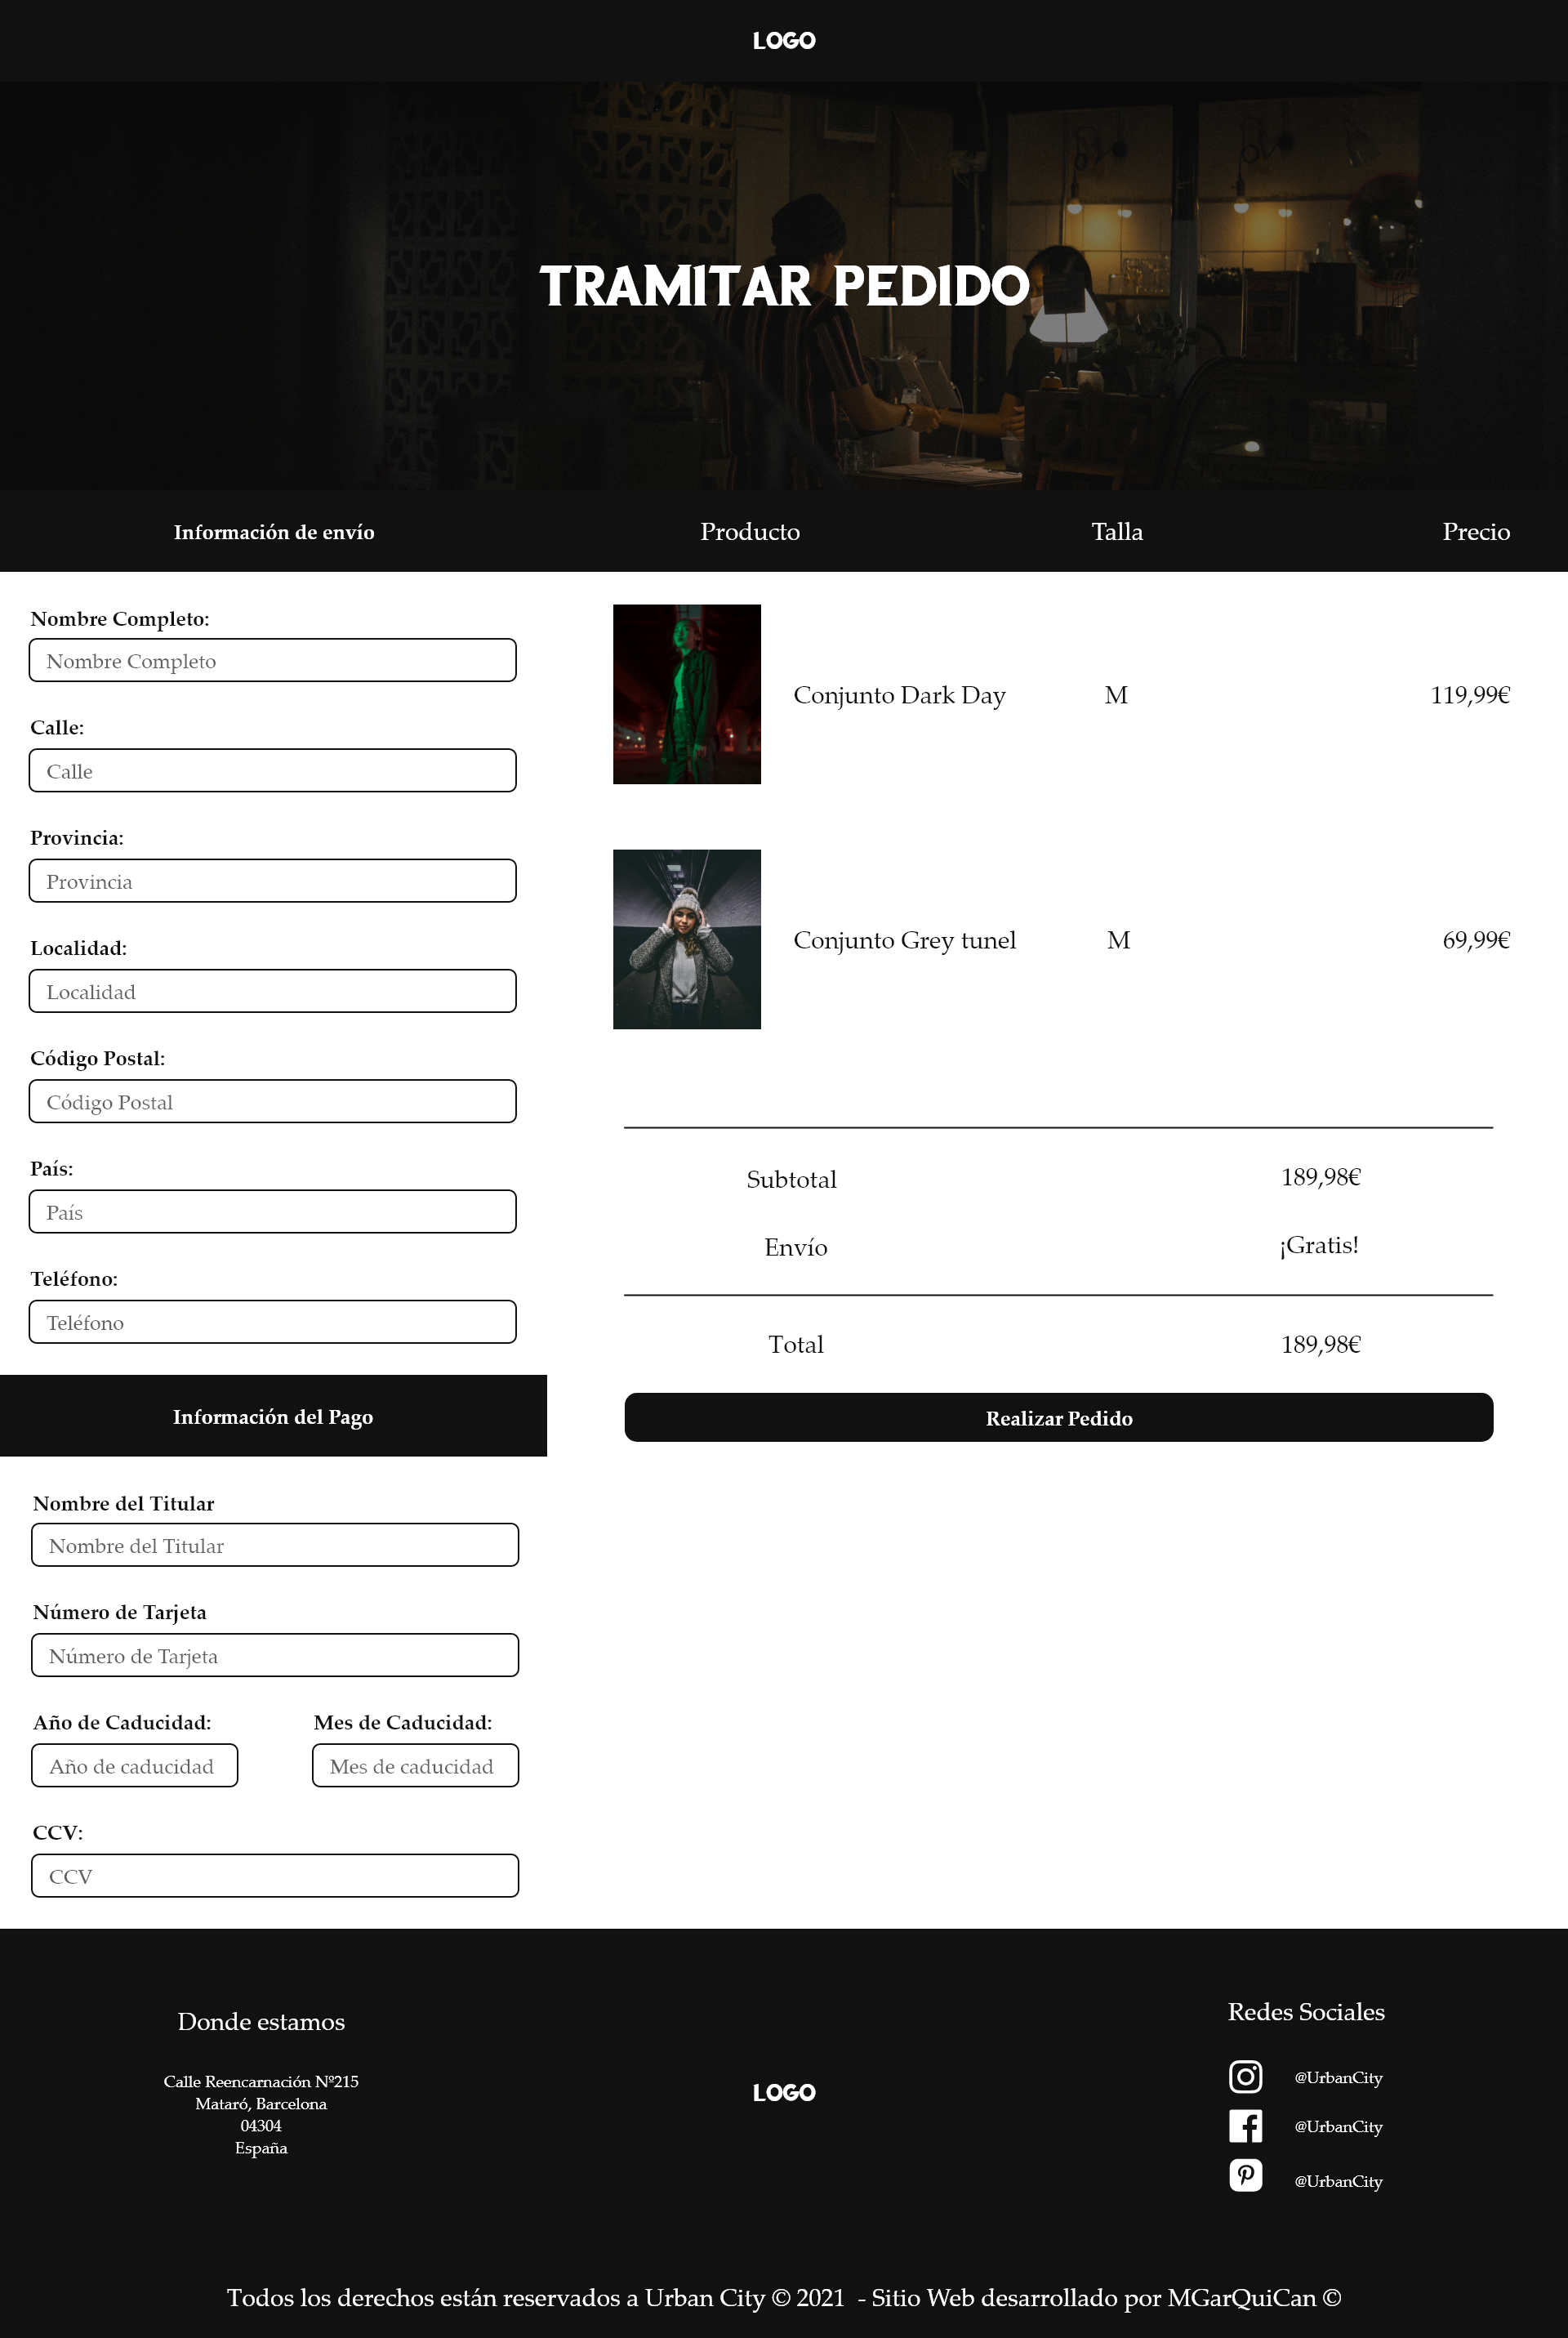 LOGO
TRAMITAR PEDIDO
Información de envío
Producto Talla Precio
Nombre Completo:
Nombre Completo
Calle:
Calle
Provincia:
Provincia
Localidad:
Localidad
Código Postal:
Código Postal
País:
País
Teléfono:
Teléfono
Conjunto Dark Day M 119,99€
Conjunto Grey tunel M 69,99€
Subtotal 189,98€
Envío ¡Gratis!
Total 189,98€
Realizar Pedido
Información del Pago
Nombre del Titular
Nombre del Titular
Número de Tarjeta
Número de Tarjeta
Año de Caducidad: Mes de Caducidad:
Año de caducidad Mes de caducidad
CCV:
CCV
Donde estamos
Calle Reencarnación Nº215
Mataró, Barcelona
04304
España
LOGO
Redes Sociales
@UrbanCity
@UrbanCity
@UrbanCity
Todos los derechos están reservados a Urban City © 2021 - Sitio Web desarrollado por MGarQuiCan ©